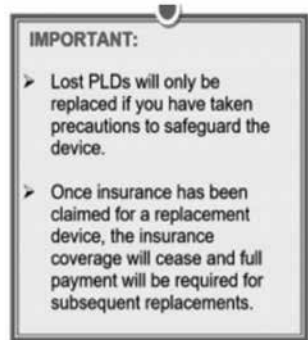 IMPORTANT:
➢ Lost PLDs will only be
replaced if you have taken
precautions to safeguard the
device.
➢ Once insurance has been
claimed for a replacement
device, the insurance
coverage will cease and full
payment will be required for
subsequent replacements.